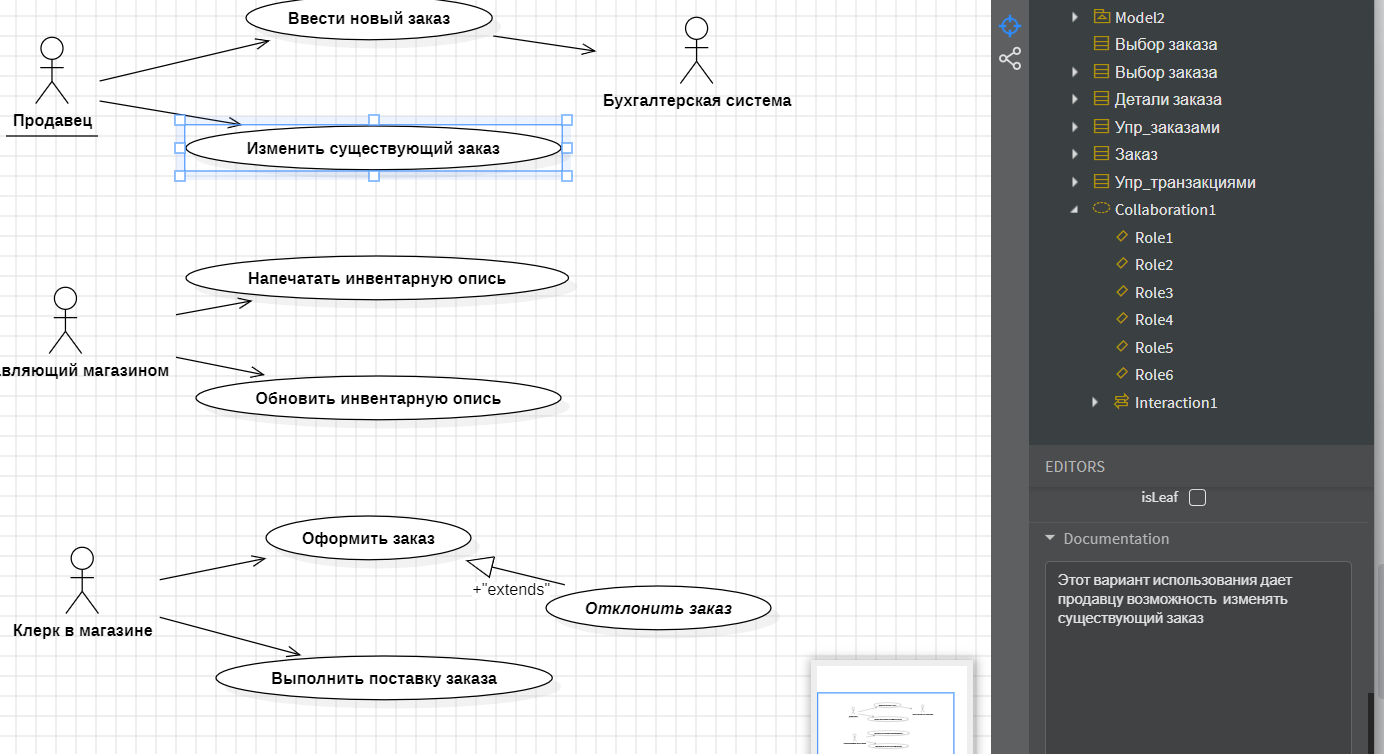 Ввести новый заказ
Продавец
Бухгалтерская система
Изменить существующий заказ
Напечатать инвентарную опись
вляющий магазином
Обновить инвентарную опись
Оформить заказ
+"extends"
Отклонить заказ
Клерк в магазине
Выполнить поставку заказа
Model2
Выбор заказа
Выбор заказа
Детали заказа
Упр_заказами
Заказ
Упр_транзакциями
Collaboration1
Role1
Role2
Role3
Role4
Role5
Role6
Interaction1
EDITORS
isLeaf
Documentation
Этот вариант использования дает
продавцу возможность изменять
существующий заказ